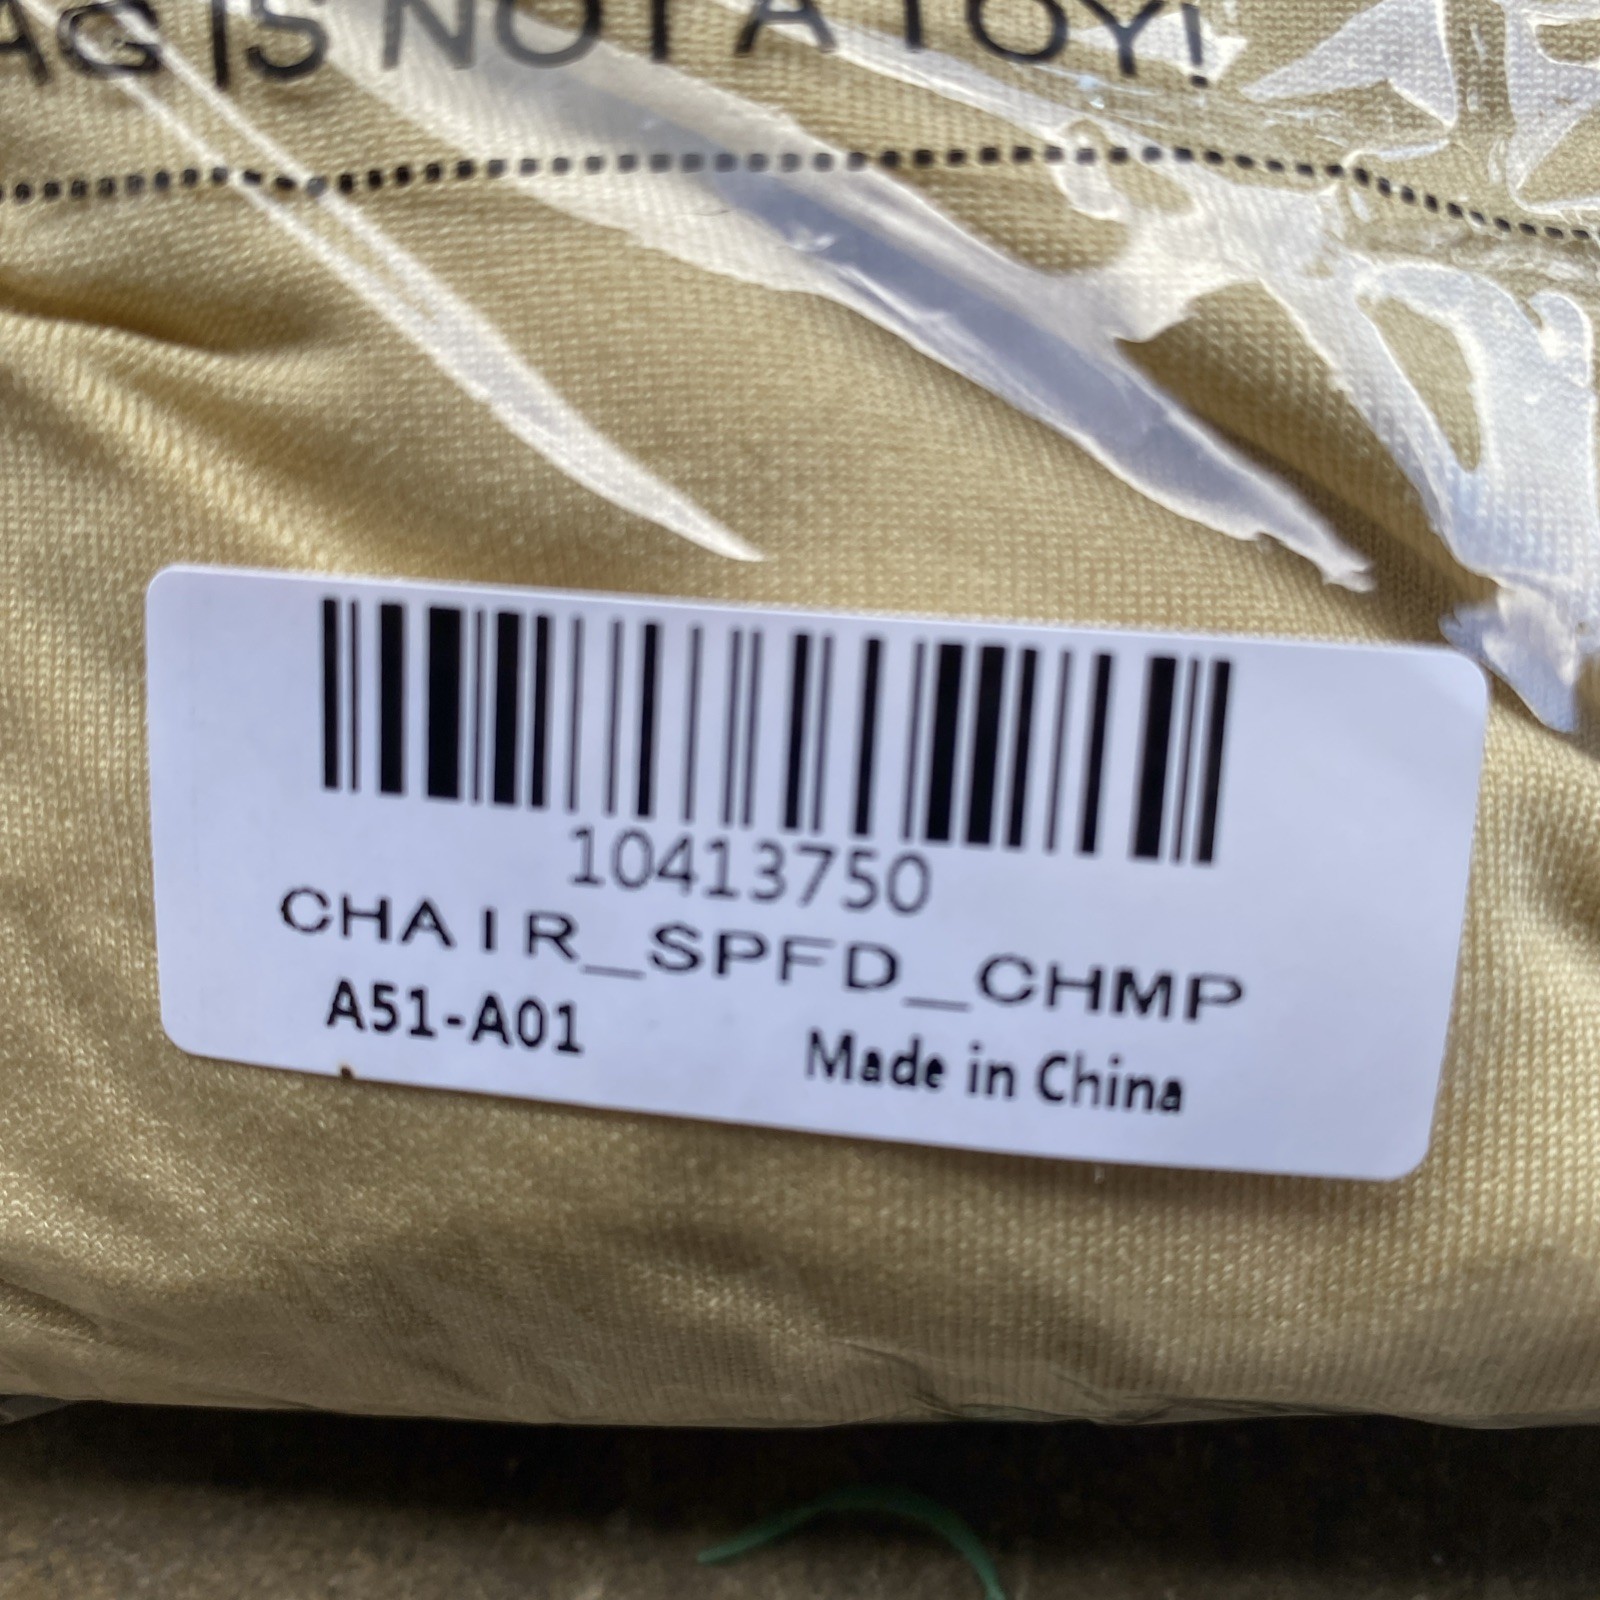 AG IS NOT A TOY!
10413750
CHAIR_SPFD_CHMP
A51-A01 Made in China